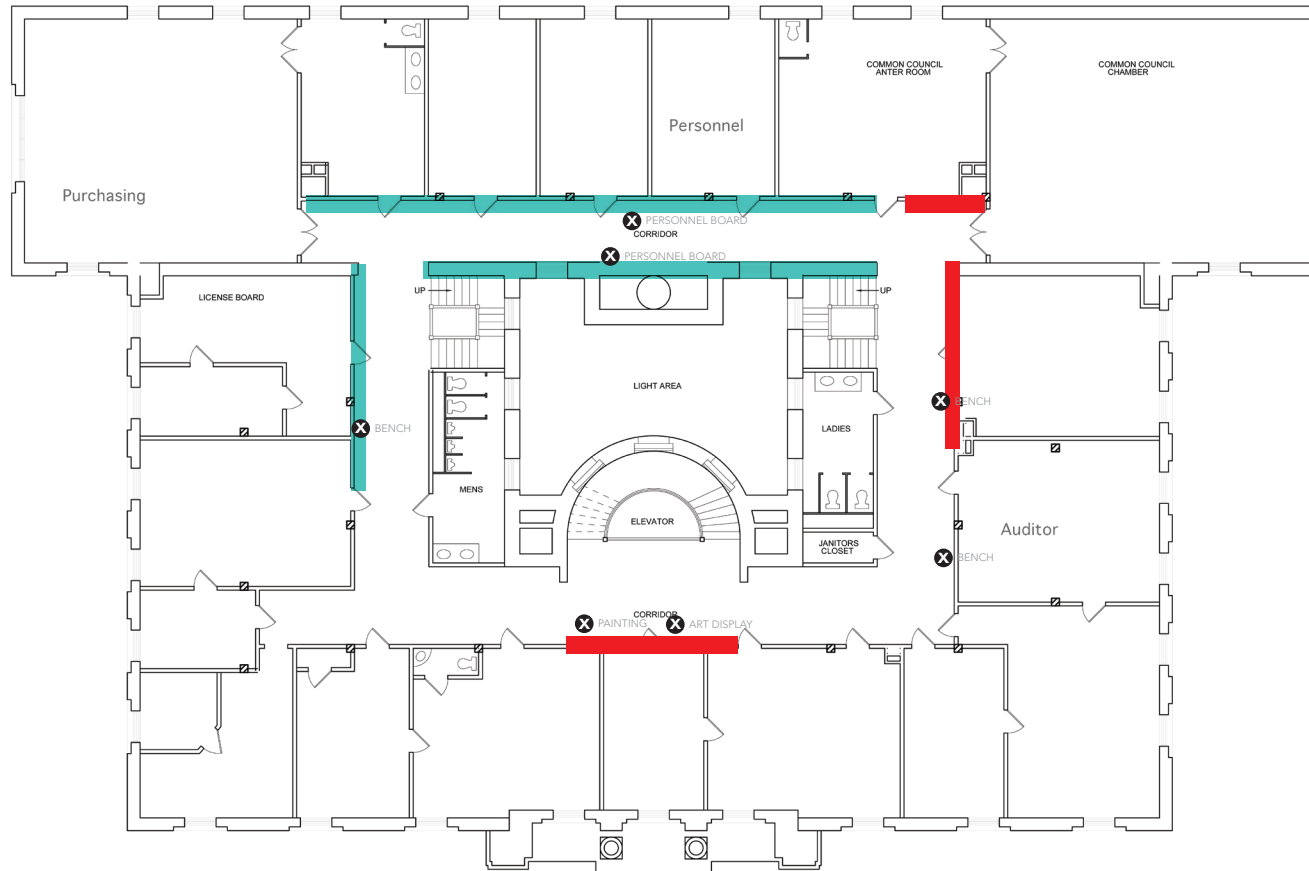 COMMON COUNCIL
ANTER ROOM
COMMON COUNCIL
CHAMBER
Personnel
Purchasing
X PERSONNEL BOARD
CORRIDOR
X PERSONNEL BOARD
UP
UP
LICENSE BOARD
LIGHT AREA
X BENCH
X BENCH
LADIES
MENS
ELEVATOR
Auditor
JANITORS
CLOSET
X BENCH
CORRIDOR
X PAINTING
X ART DISPLAY